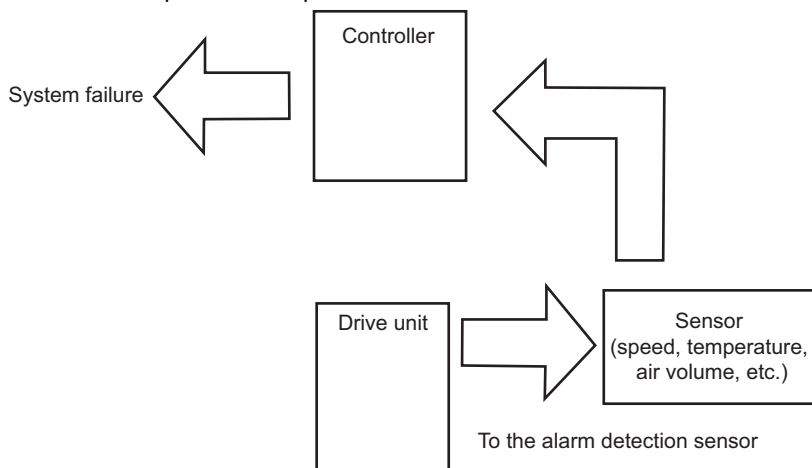 Controller
System failure
Drive unit
Sensor
(speed, temperature,
air volume, etc.)
To the alarm detection sensor